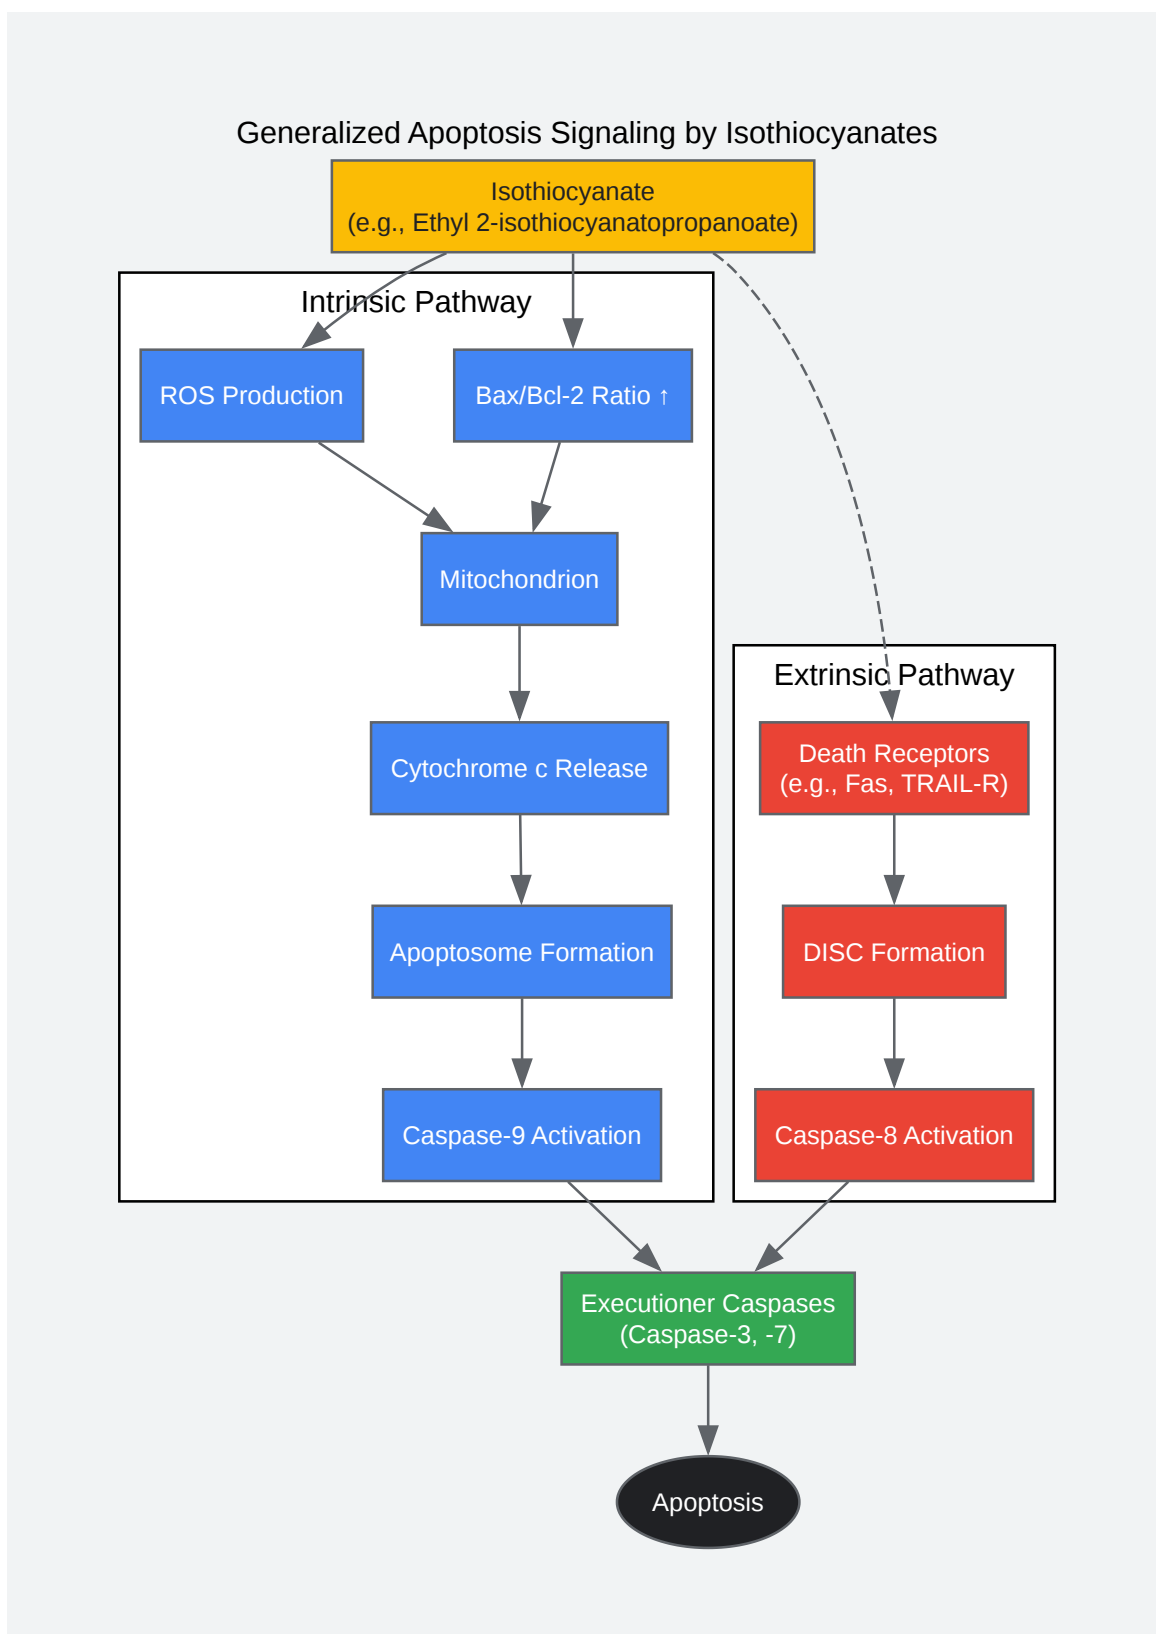 Generalized Apoptosis Signaling by Isothiocyanates
Isothiocyanate
(e.g., Ethyl 2-isothiocyanatopropanoate)
Intrinsic Pathway
ROS Production
Bax/Bcl-2 Ratio ↑
Mitochondrion
Cytochrome c Release
Apoptosome Formation
Caspase-9 Activation
Extrinsic Pathway
Death Receptors
(e.g., Fas, TRAIL-R)
DISC Formation
Caspase-8 Activation
Executioner Caspases
(Caspase-3, -7)
Apoptosis